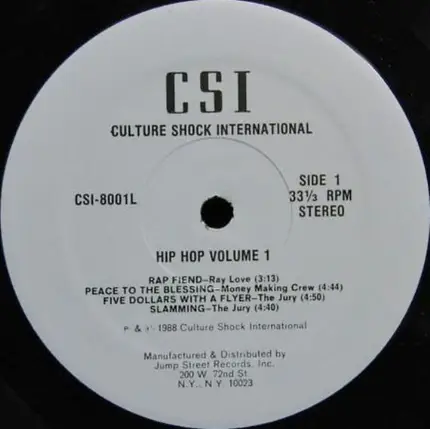 CSI
CULTURE SHOCK INTERNATIONAL
CSI-8001L
SIDE 1
33⅓ RPM
STEREO
HIP HOP VOLUME 1
RAP FIEND–Ray Love (3:13)
PEACE TO THE BLESSING–Money Making Crew (4:44)
FIVE DOLLARS WITH A FLYER–The Jury (4:50)
SLAMMING–The Jury (4:40)
℗ & © 1988 Culture Shock International
Manufactured & Distributed by
Jump Street Records, Inc.
200 W. 72nd St.
N.Y., N.Y. 10023